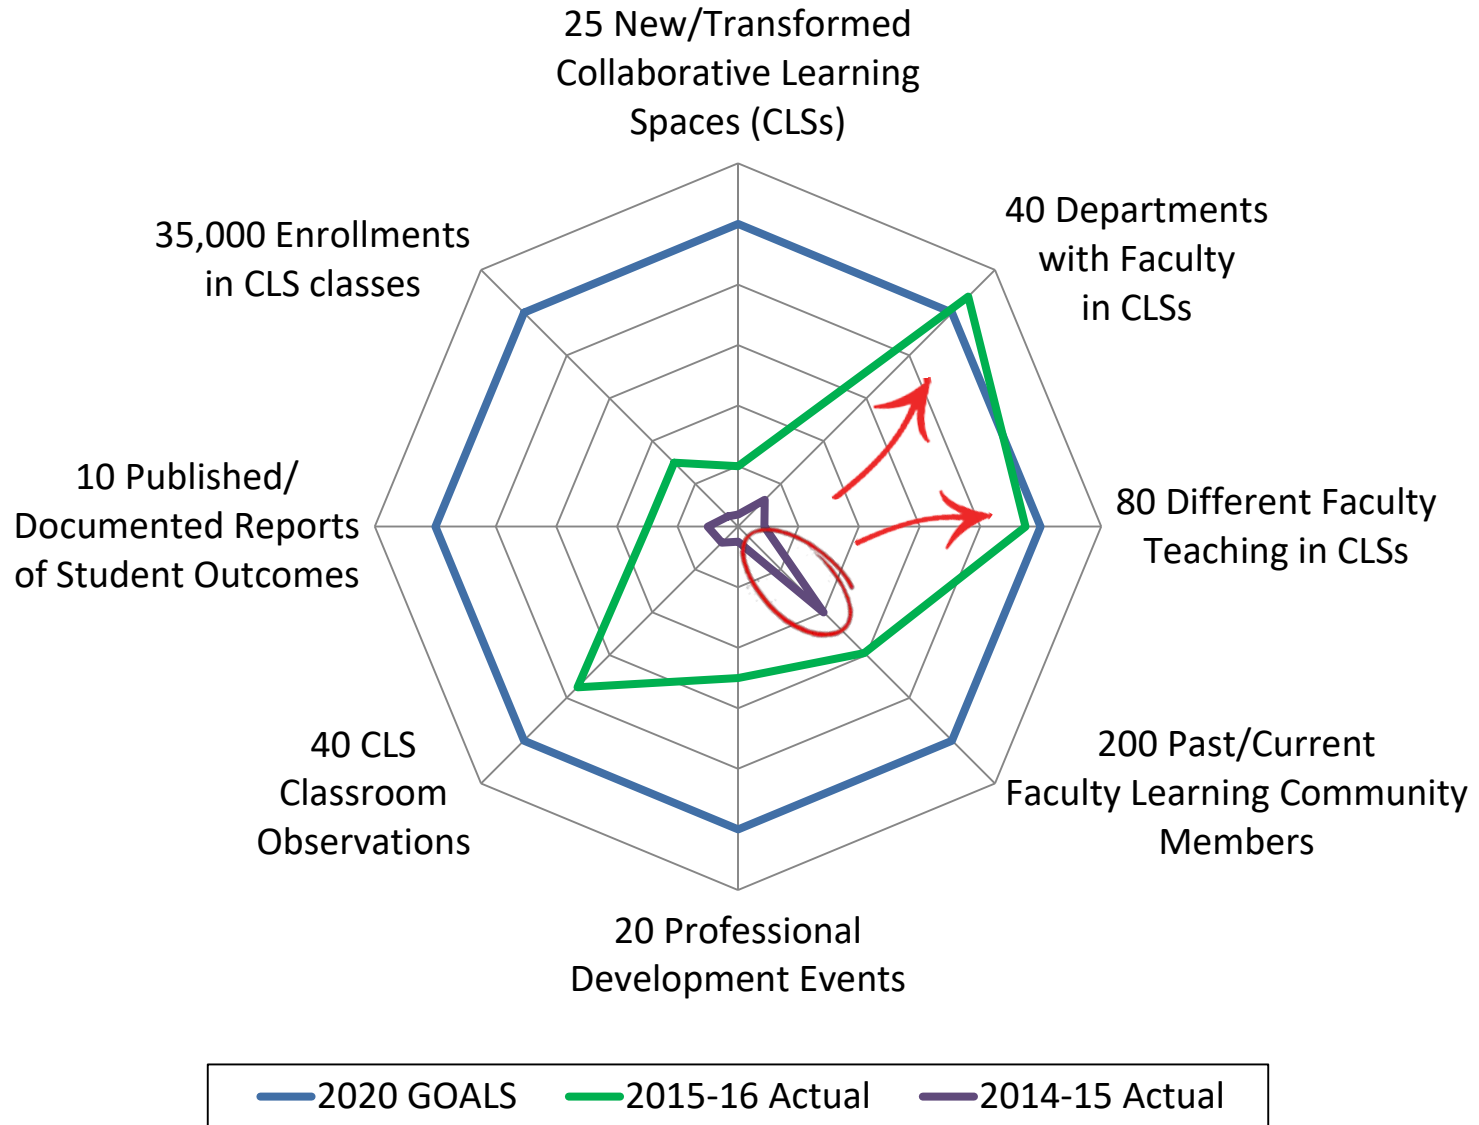 25 New/Transformed
Collaborative Learning
Spaces (CLSs)
35,000 Enrollments
in CLS classes
40 Departments
with Faculty
in CLSs
10 Published/
Documented Reports
of Student Outcomes
80 Different Faculty
Teaching in CLSs
40 CLS
Classroom
Observations
200 Past/Current
Faculty Learning Community
Members
20 Professional
Development Events
2020 GOALS
2015-16 Actual
2014-15 Actual